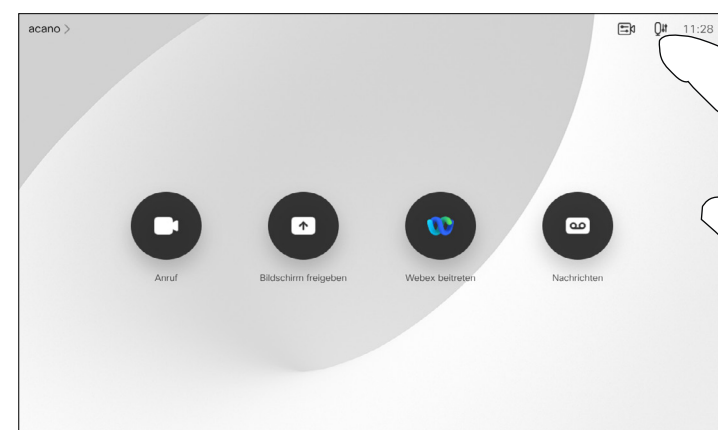 acano >
11:28
Anruf
Bildschirm freigeben
Webex beitreten
Nachrichten